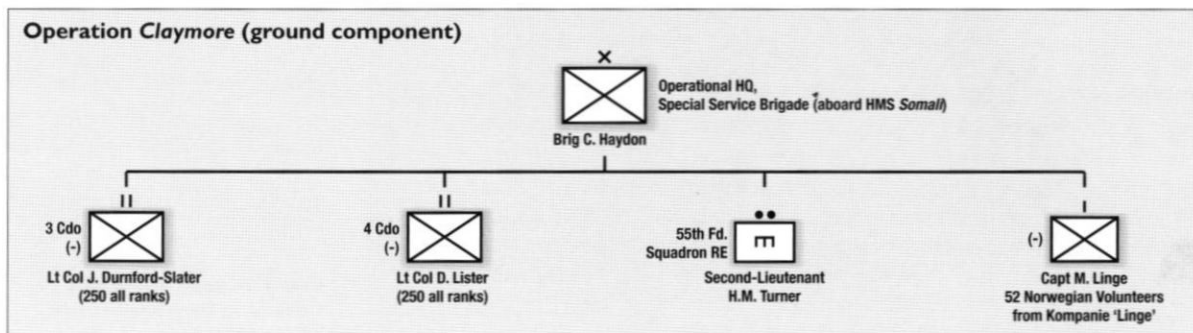 Operation Claymore (ground component)
Operational HQ,
Special Service Brigade (aboard HMS Somali)
Brig C. Haydon
3 Cdo
(-)
Lt Col J. Durnford-Slater
(250 all ranks)
4 Cdo
(-)
Lt Col D. Lister
(250 all ranks)
55th Fd.
Squadron RE
Second-Lieutenant
H.M. Turner
(-)
Capt M. Linge
52 Norwegian Volunteers
from Kompanie ‘Linge’